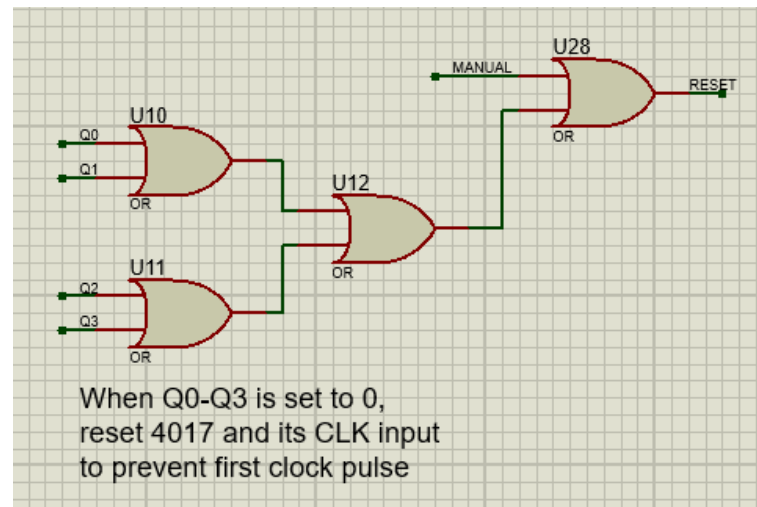 U28
MANUAL
RESET
OR
U10
Q0
Q1
OR
U12
OR
U11
Q2
Q3
OR
When Q0-Q3 is set to 0,
reset 4017 and its CLK input
to prevent first clock pulse